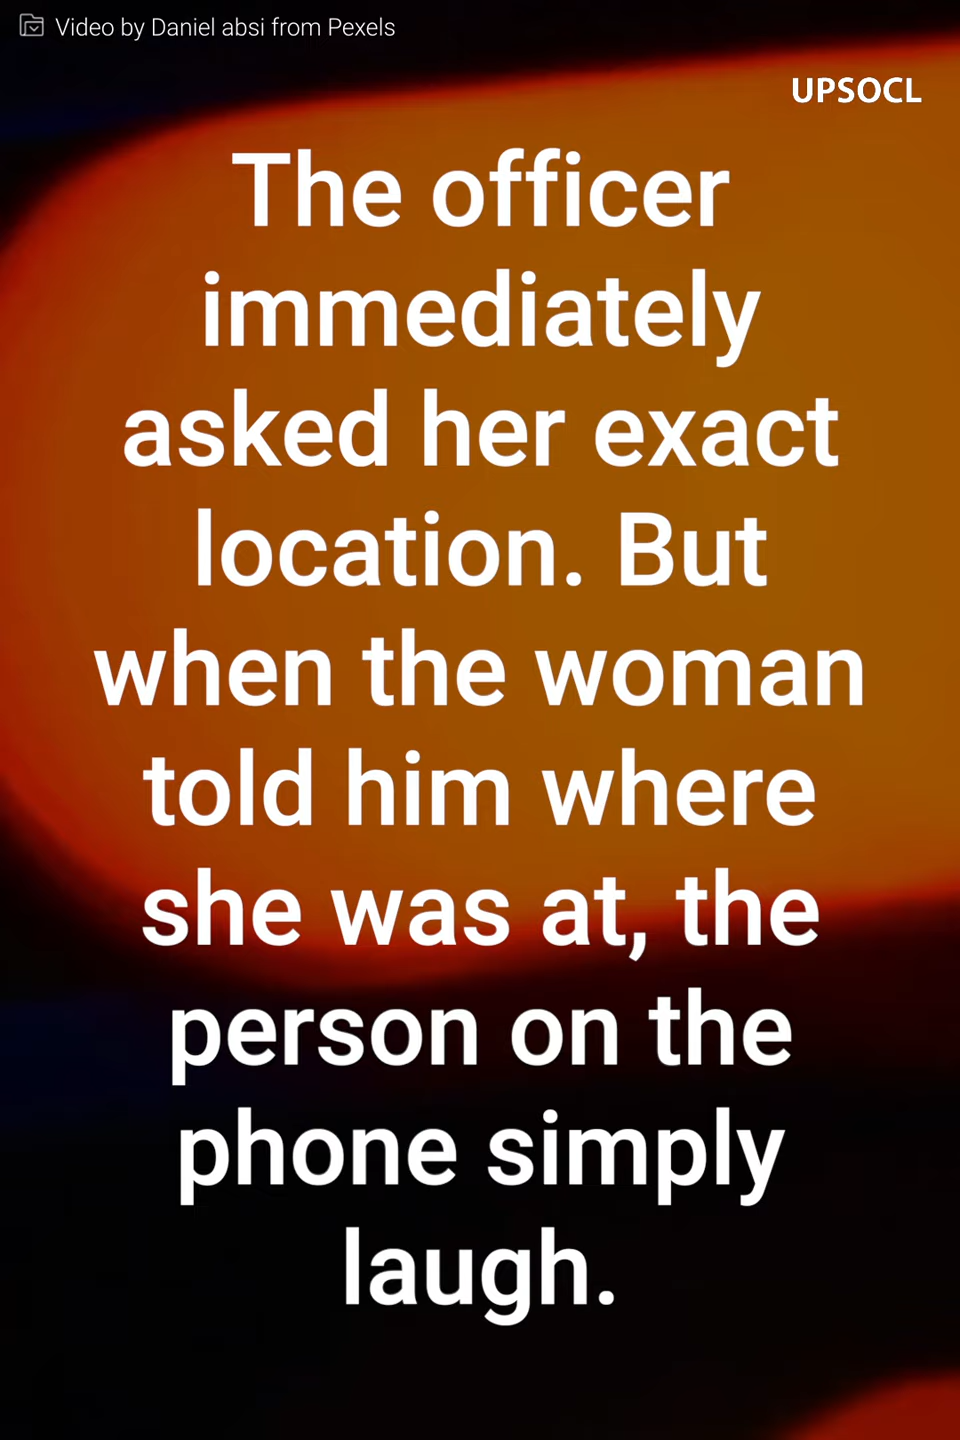 Video by Daniel absi from Pexels
UPSOCL
The officer
immediately
asked her exact
location. But
when the woman
told him where
she was at, the
person on the
phone simply
laugh.